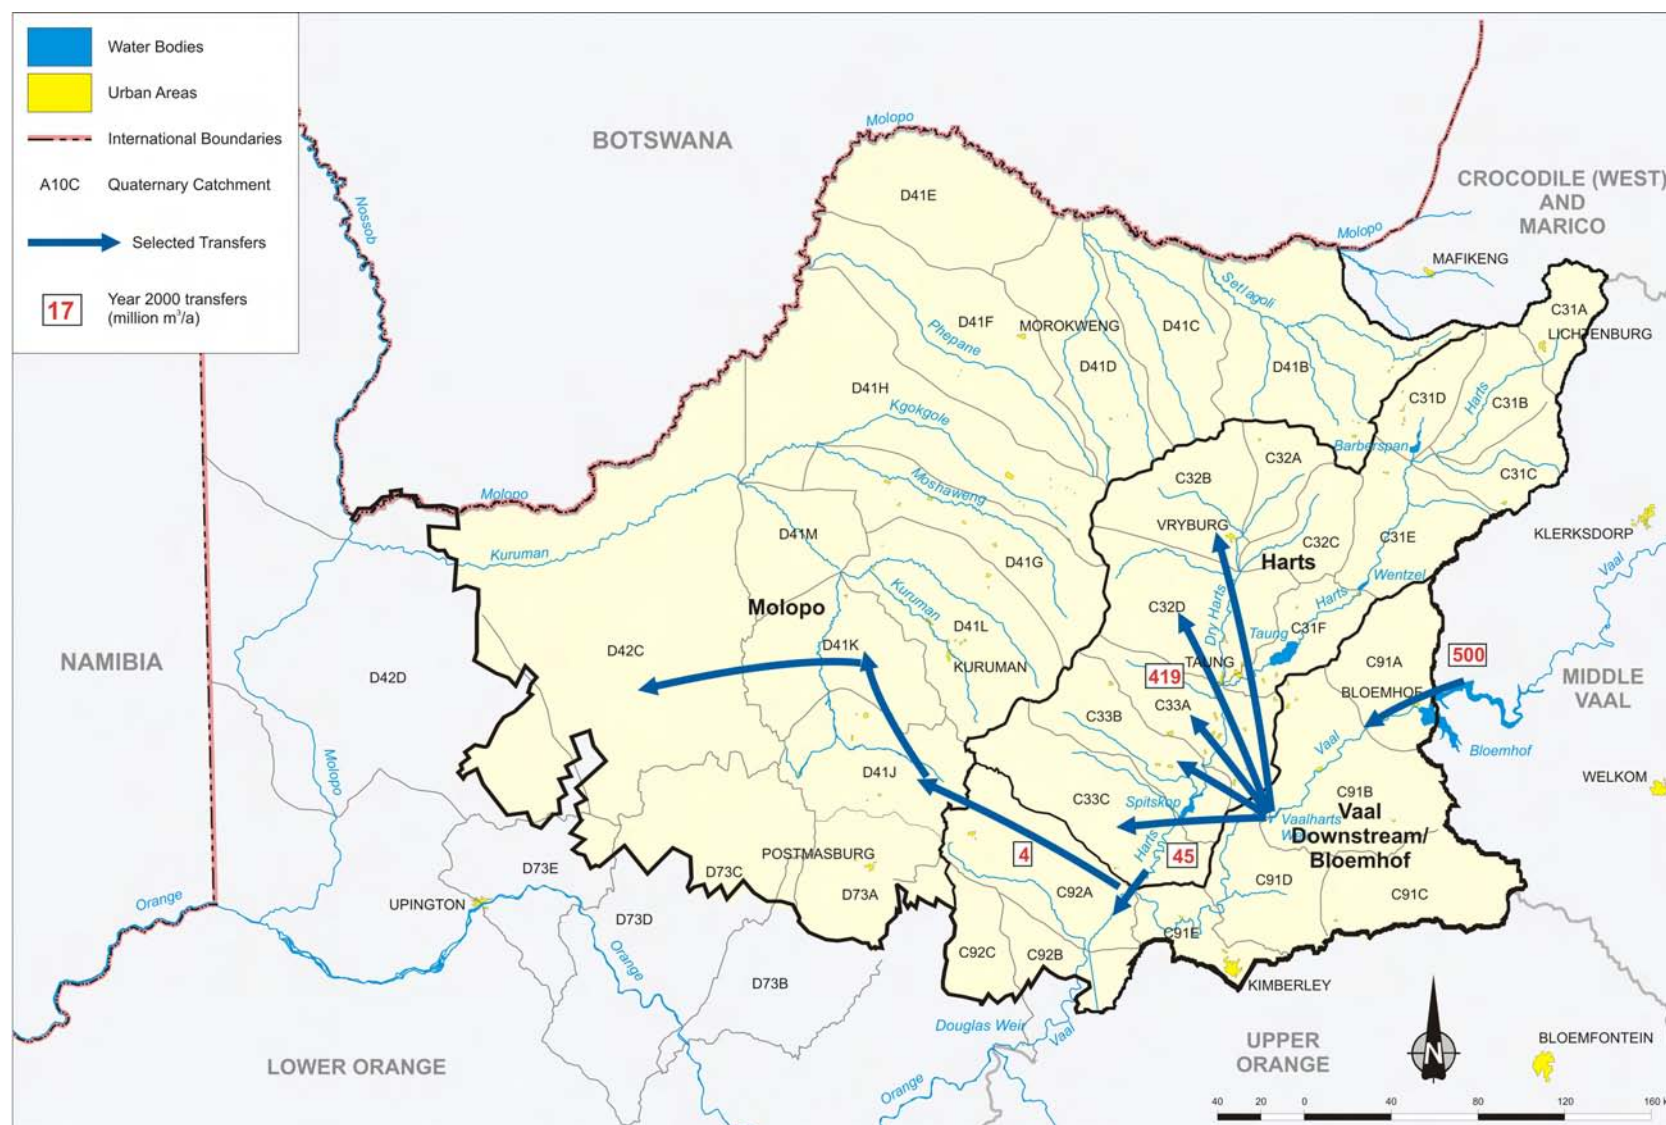 Water Bodies
Urban Areas
International Boundaries
A10C
Quaternary Catchment
Selected Transfers
17
Year 2000 transfers
(million m³/a)
BOTSWANA
Molopo
Nossob
CROCODILE (WEST)
AND
MARICO
Molopo
MAFIKENG
D41E
Setlagoli
C31A
LICHTENBURG
D41F
MOROKWENG
D41C
Phepane
D41D
D41B
D41H
Kgokgole
C31D
Harts
C31B
Barberspan
C32A
C32B
C31C
Moshaweng
Molopo
VRYBURG
KLERKSDORP
D41M
C32C
C31E
Kuruman
D41G
Harts
Vaal
Wentzel
Kuruman
Molopo
C32D
Dry Harts
Harts
D41L
C31F
Taung
D42C
D41K
KURUMAN
TAUNG
C91A
500
NAMIBIA
D42D
419
BLOEMHOF
MIDDLE
VAAL
C33A
C33B
Vaal
Bloemhof
Molopo
D41J
WELKOM
C33C
Spitskop
C91B
Vaalharts
Vaal
Downstream/
Bloemhof
Harts
4
45
POSTMASBURG
D73E
D73C
C91D
C92A
C91C
D73A
Orange
UPINGTON
D73D
C91E
Orange
C92C
C92B
D73B
KIMBERLEY
Douglas Weir
Vaal
LOWER ORANGE
UPPER
ORANGE
BLOEMFONTEIN
N
Orange
40 20 0 40 80 120 160 k